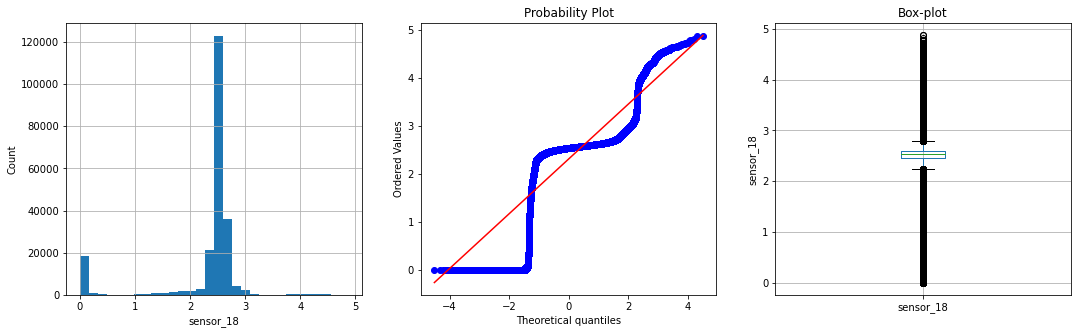 120000
100000
80000
60000
40000
20000
0
Count
0 1 2 3 4 5
sensor_18
Probability Plot
5
4
3
2
1
0
Ordered Values
−4 −2 0 2 4
Theoretical quantiles
Box-plot
5
4
3
2
1
0
sensor_18
sensor_18